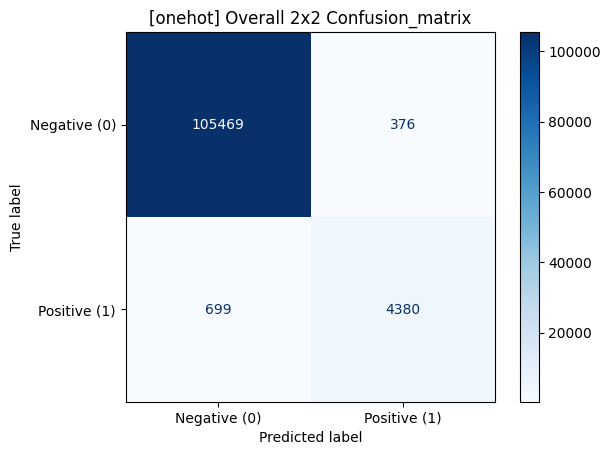 [onehot] Overall 2x2 Confusion_matrix
True label
Negative (0)
105469
376
Positive (1)
699
4380
Negative (0)
Positive (1)
Predicted label
100000
80000
60000
40000
20000